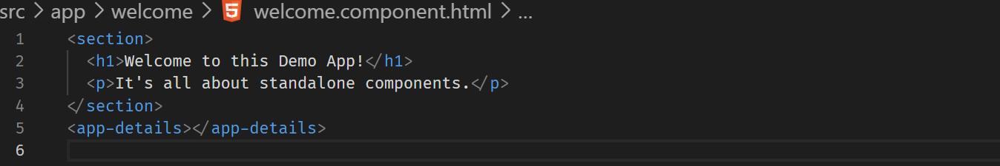 src > app > welcome > 5 welcome.component.html > ...
1 <section>
2 <h1>Welcome to this Demo App!</h1>
3 <p>It's all about standalone components.</p>
4 </section>
5 <app-details></app-details>
6